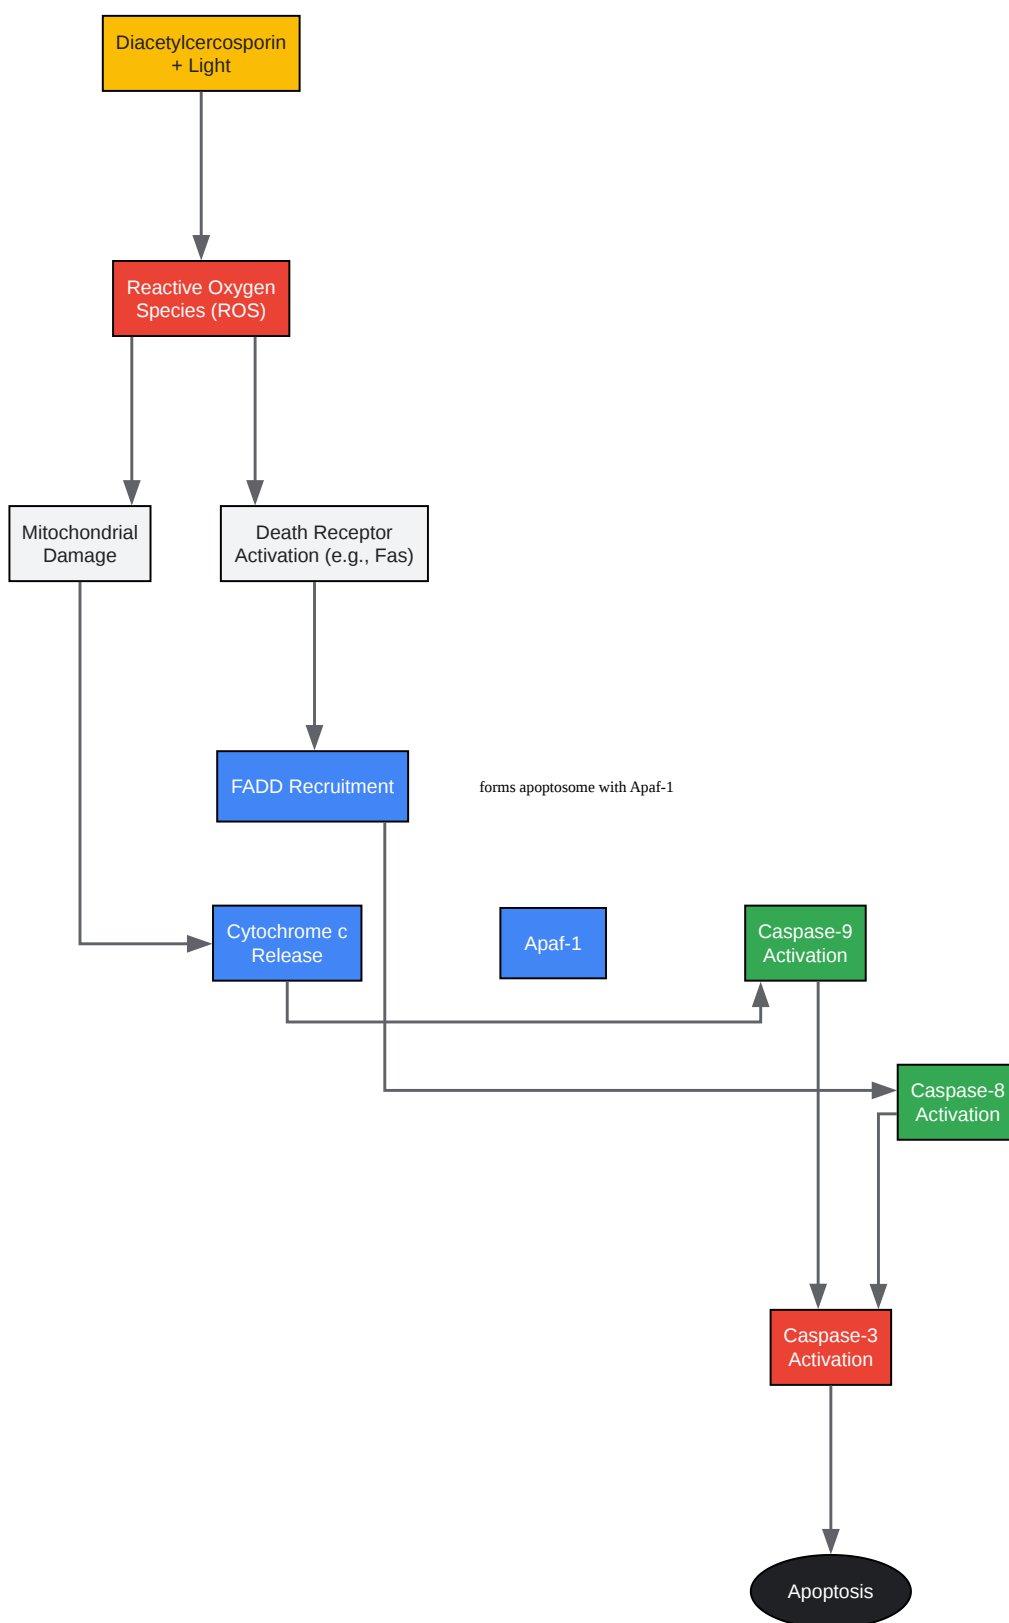 Diacetylcercosporin
+ Light
Reactive Oxygen
Species (ROS)
Mitochondrial
Damage
Death Receptor
Activation (e.g., Fas)
FADD Recruitment
forms apoptosome with Apaf-1
Cytochrome c
Release
Apaf-1
Caspase-9
Activation
Caspase-8
Activation
Caspase-3
Activation
Apoptosis